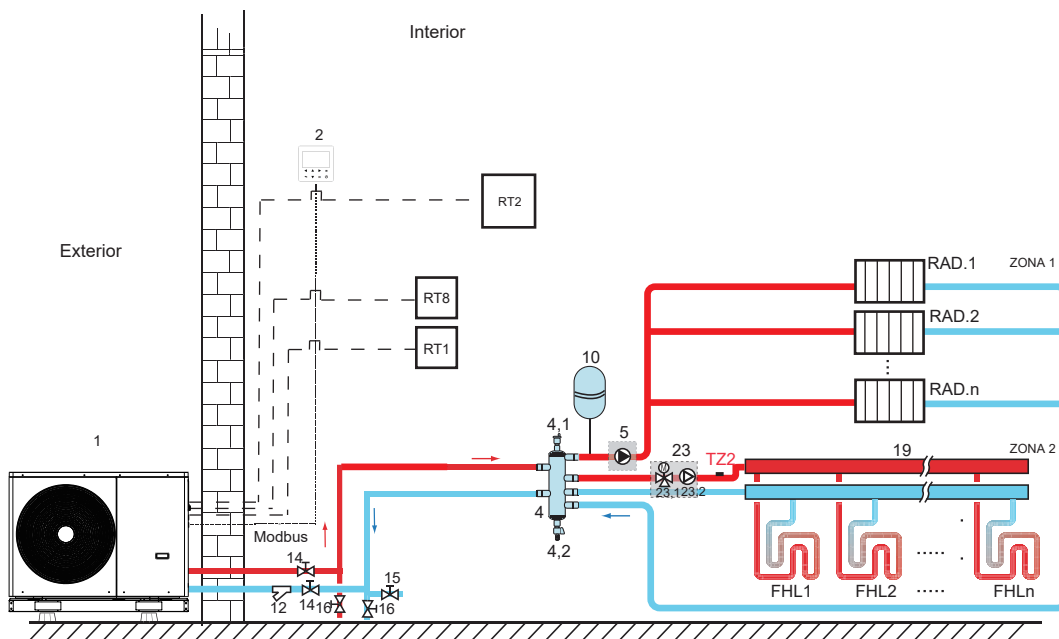 Interior
2
RT2
Exterior
RAD.1
ZONA 1
RT8
RAD.2
RT1
10
RAD.n
1
4,1
5
23
TZ2
19
ZONA 2
23,1
23,2
4
4,2
Modbus
14
15
12
14
16
16
FHL1
FHL2
.....
FHLn